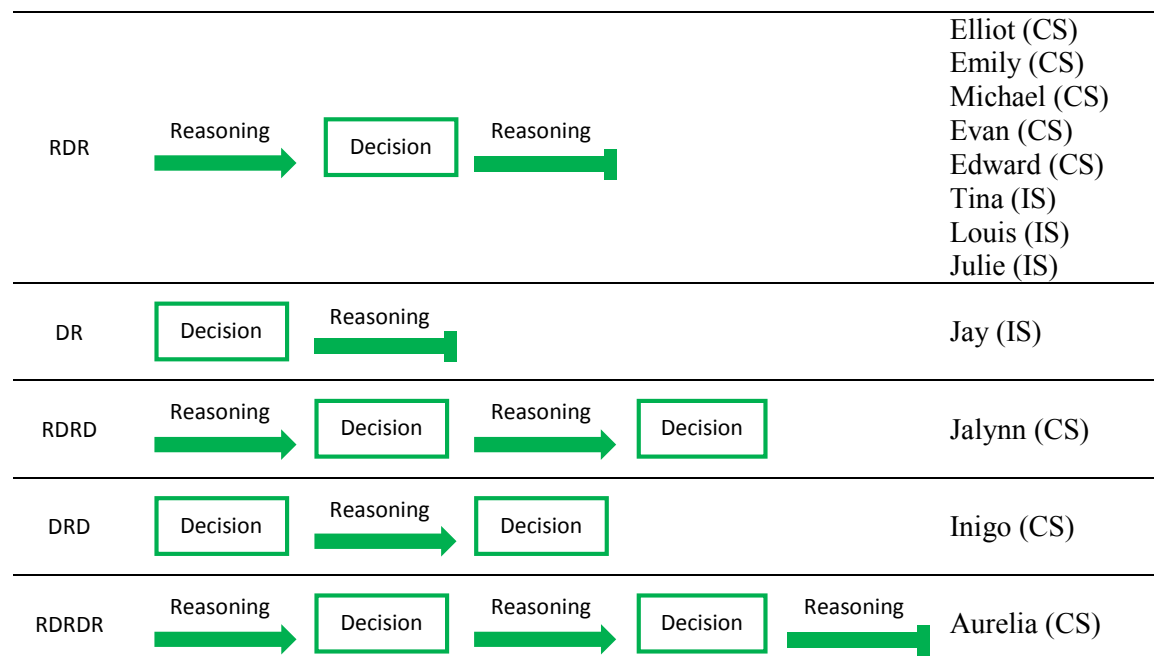 Elliot (CS)
Emily (CS)
Michael (CS)
Evan (CS)
Edward (CS)
Tina (IS)
Louis (IS)
Julie (IS)
RDR
Reasoning
Decision
Reasoning
DR
Decision
Reasoning
Jay (IS)
RDRD
Reasoning
Decision
Reasoning
Decision
Jalynn (CS)
DRD
Decision
Reasoning
Decision
Inigo (CS)
RDRDR
Reasoning
Decision
Reasoning
Decision
Reasoning
Aurelia (CS)